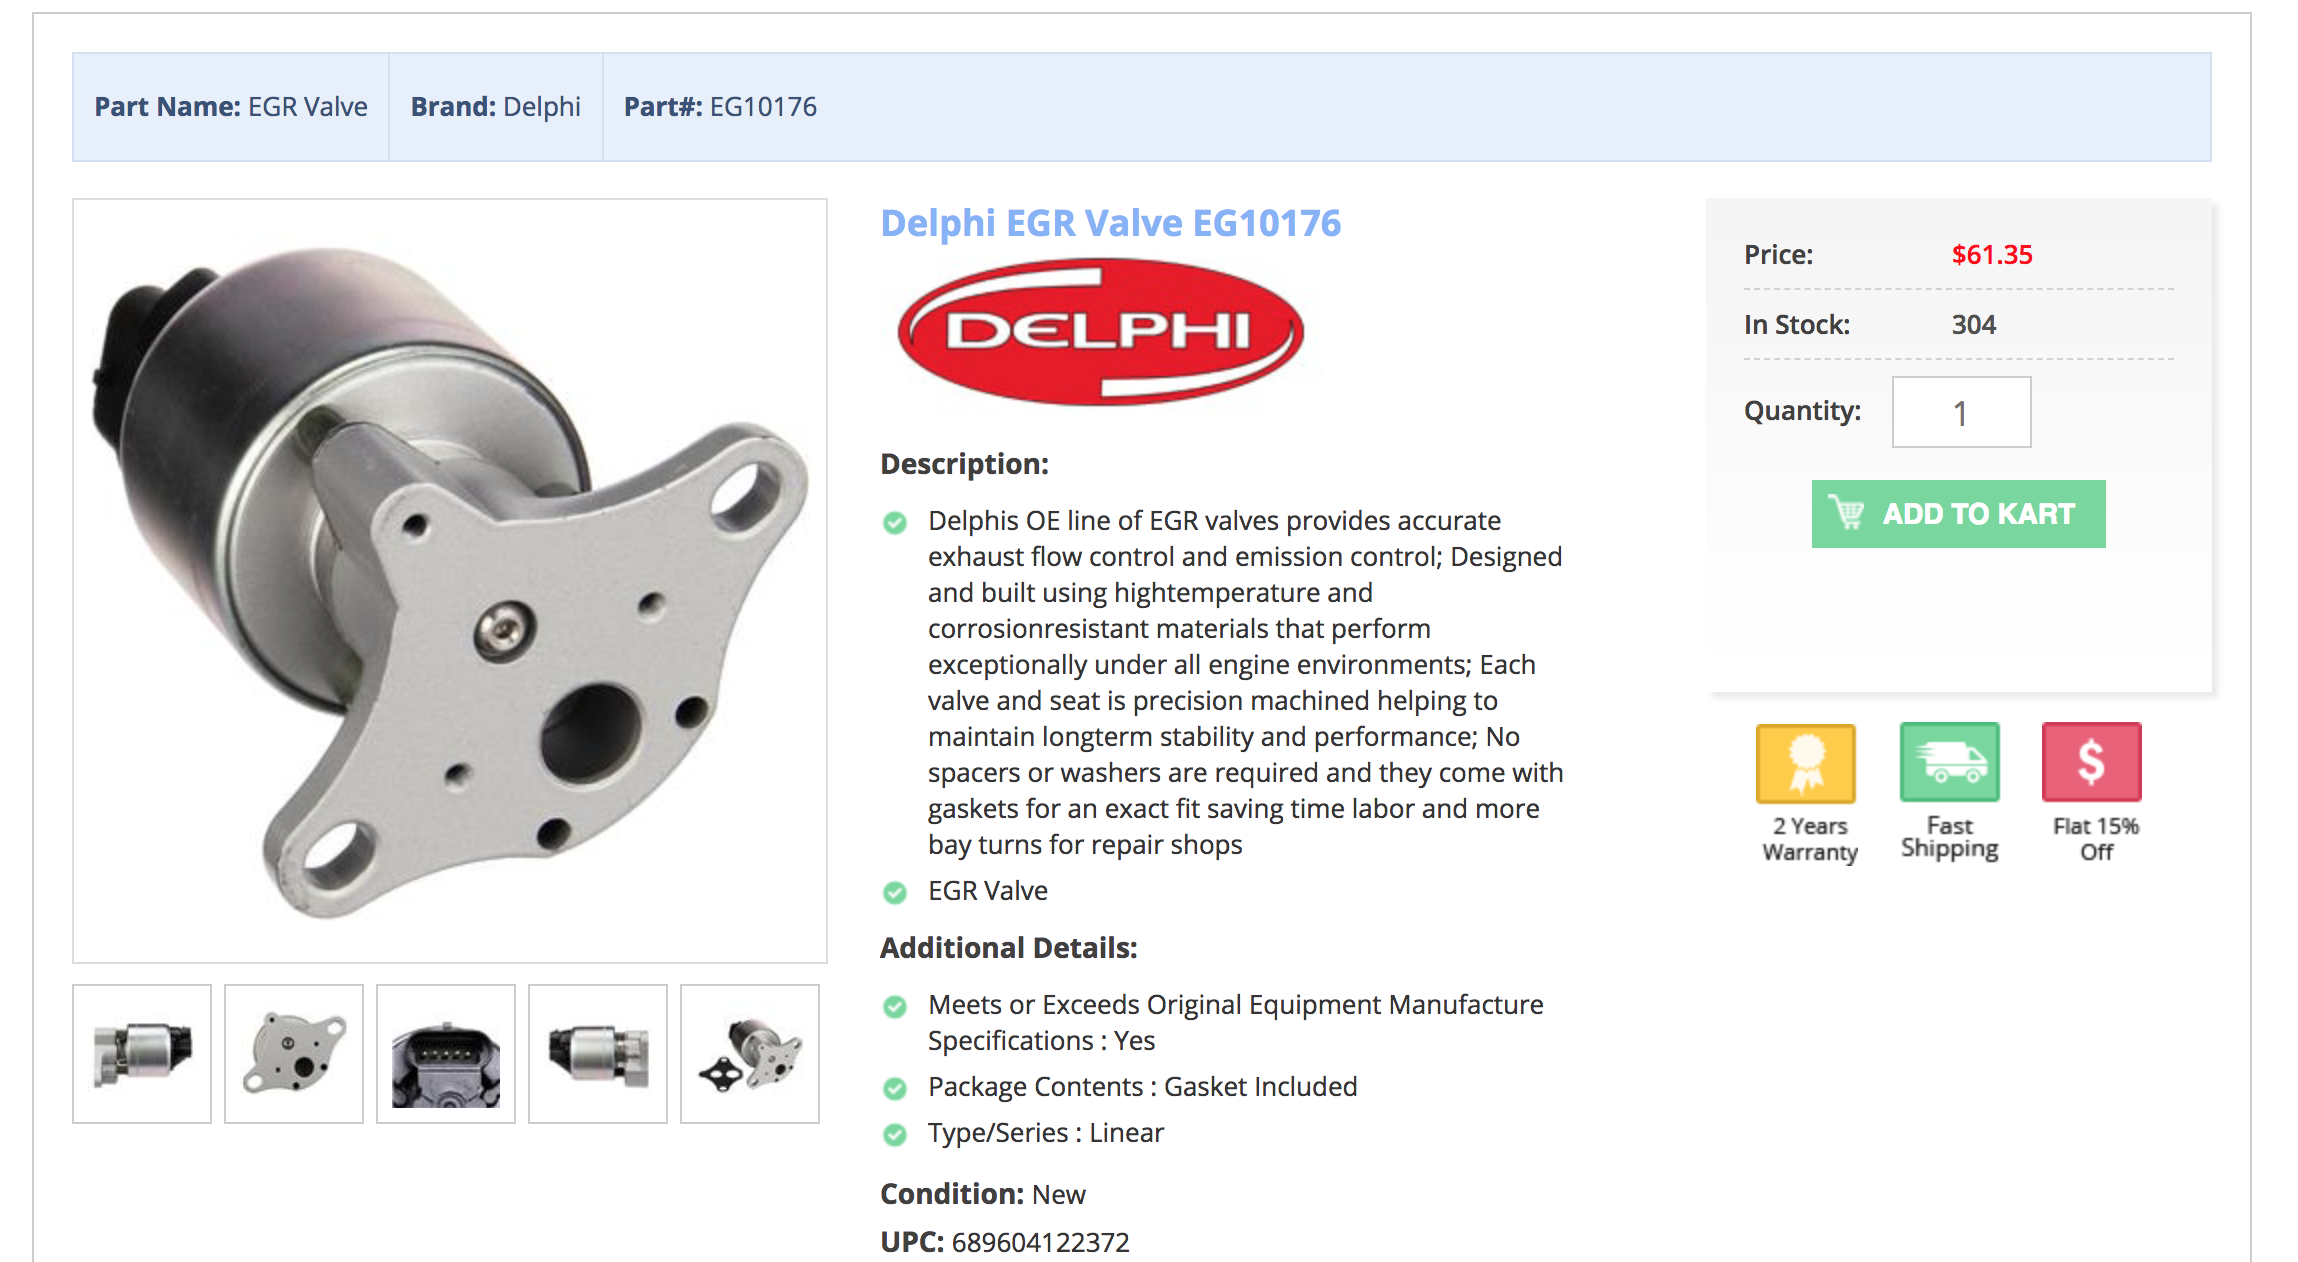 Part Name: EGR Valve
Brand: Delphi
Part#: EG10176
Delphi EGR Valve EG10176
DELPHI
Description:
Delphis OE line of EGR valves provides accurate
exhaust flow control and emission control; Designed
and built using hightemperature and
corrosionresistant materials that perform
exceptionally under all engine environments; Each
valve and seat is precision machined helping to
maintain longterm stability and performance; No
spacers or washers are required and they come with
gaskets for an exact fit saving time labor and more
bay turns for repair shops
EGR Valve
Additional Details:
Meets or Exceeds Original Equipment Manufacture
Specifications : Yes
Package Contents : Gasket Included
Type/Series : Linear
Condition: New
UPC: 689604122372
Price: $61.35
In Stock: 304
Quantity: 1
ADD TO KART
$
2 Years
Warranty
Fast
Shipping
Flat 15%
Off